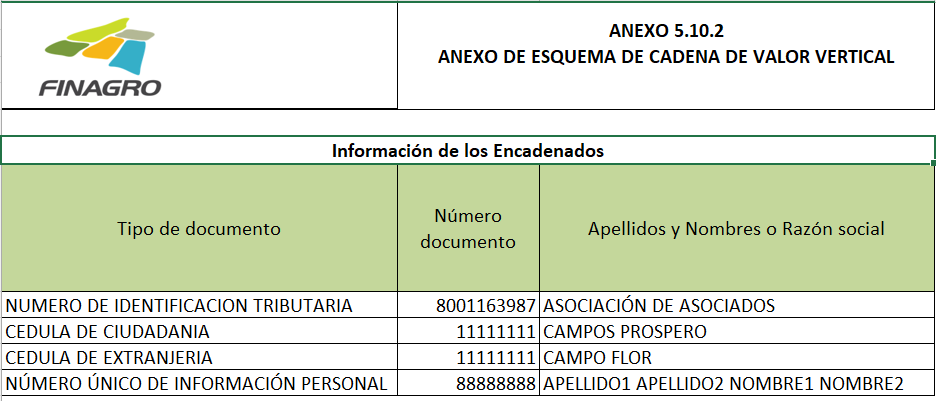 FINAGRO
ANEXO 5.10.2
ANEXO DE ESQUEMA DE CADENA DE VALOR VERTICAL
Información de los Encadenados
Tipo de documento
Número
documento
Apellidos y Nombres o Razón social
NUMERO DE IDENTIFICACION TRIBUTARIA 8001163987 ASOCIACIÓN DE ASOCIADOS
CEDULA DE CIUDADANIA 11111111 CAMPOS PROSPERO
CEDULA DE EXTRANJERIA 11111111 CAMPO FLOR
NÚMERO ÚNICO DE INFORMACIÓN PERSONAL 88888888 APELLIDO1 APELLIDO2 NOMBRE1 NOMBRE2